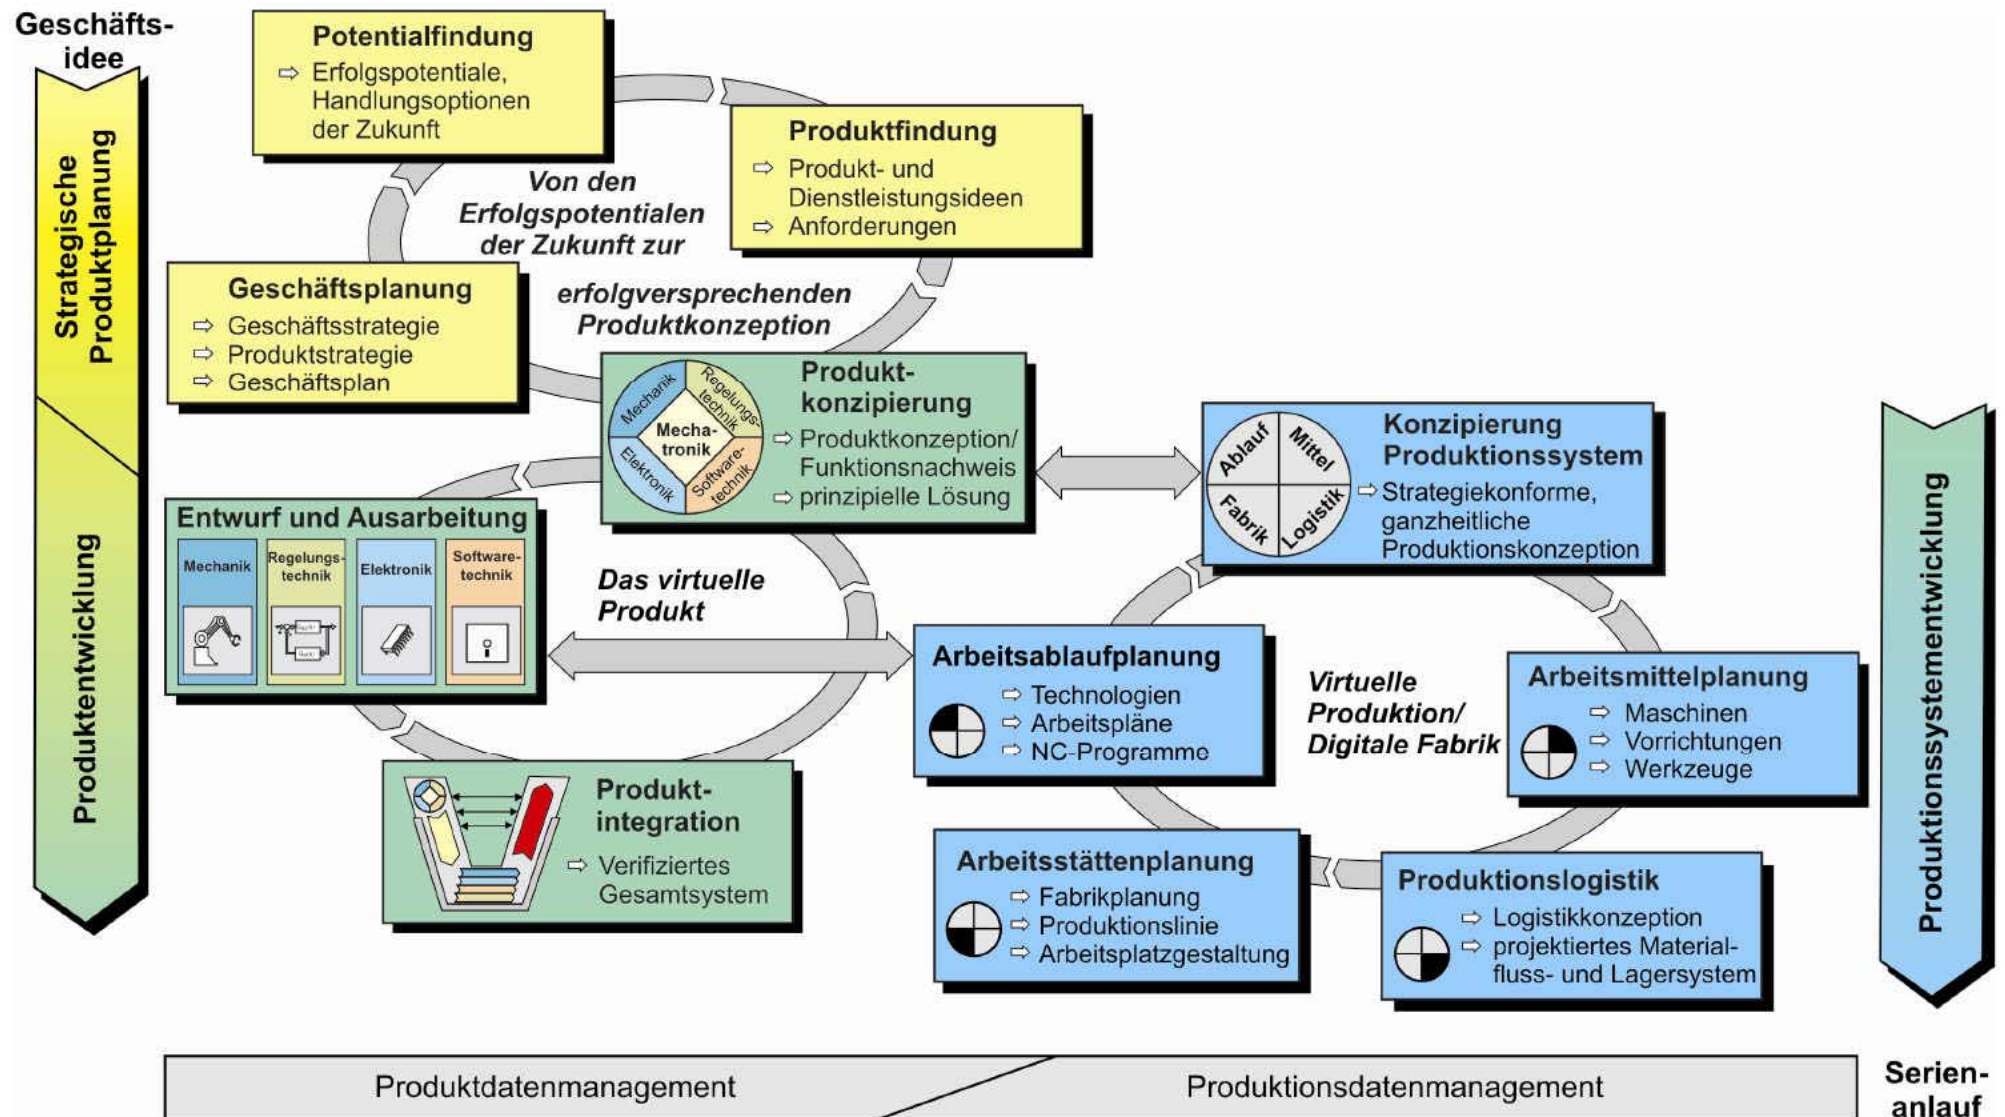 Geschäfts-
idee
Strategische
Produktplanung
Produktentwicklung
Potentialfindung
Erfolgspotentiale,
Handlungsoptionen
der Zukunft
Produktfindung
Produkt- und
Dienstleistungsideen
Anforderungen
Von den
Erfolgspotentialen
der Zukunft zur
erfolgversprechenden
Produktkonzeption
Geschäftsplanung
Geschäftsstrategie
Produktstrategie
Geschäftsplan
Mechanik
Regelungs-
technik
Mecha-
tronik
Elektronik
Software-
technik
Produkt-
konzipierung
Produktkonzeption/
Funktionsnachweis
prinzipielle Lösung
Ablauf
Mittel
Fabrik
Logistik
Konzipierung
Produktionssystem
Strategiekonforme,
ganzheitliche
Produktionskonzeption
Entwurf und Ausarbeitung
Mechanik
Regelungs-
technik
Elektronik
Software-
technik
Das virtuelle
Produkt
Produkt-
integration
Verifiziertes
Gesamtsystem
Arbeitsablaufplanung
Technologien
Arbeitspläne
NC-Programme
Virtuelle
Produktion/
Digitale Fabrik
Arbeitsmittelplanung
Maschinen
Vorrichtungen
Werkzeuge
Arbeitsstättenplanung
Fabrikplanung
Produktionslinie
Arbeitsplatzgestaltung
Produktionslogistik
Logistikkonzeption
projektiertes Material-
fluss- und Lagersystem
Produktionssystementwicklung
Produktdatenmanagement
Produktionsdatenmanagement
Serien-
anlauf